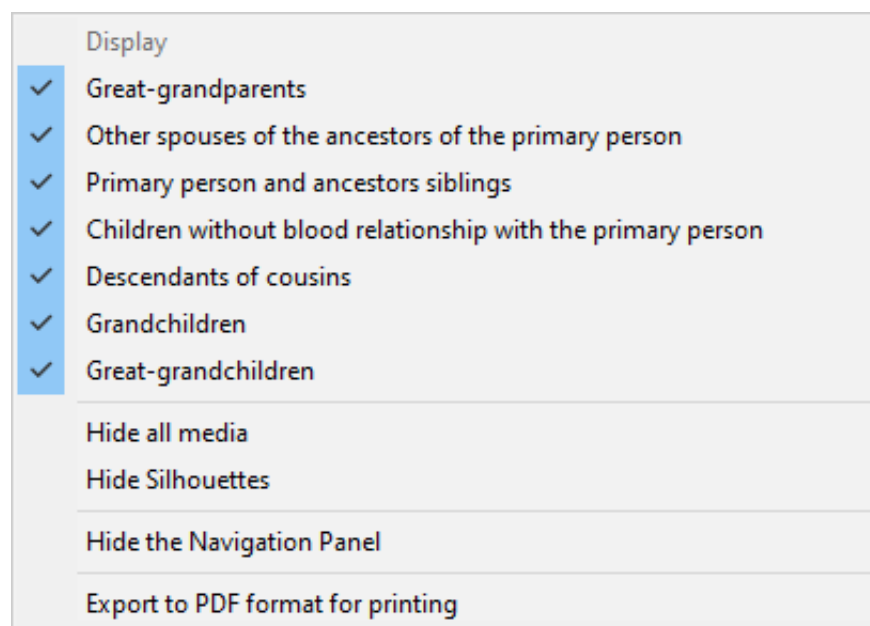 Display
Great-grandparents
Other spouses of the ancestors of the primary person
Primary person and ancestors siblings
Children without blood relationship with the primary person
Descendants of cousins
Grandchildren
Great-grandchildren
Hide all media
Hide Silhouettes
Hide the Navigation Panel
Export to PDF format for printing